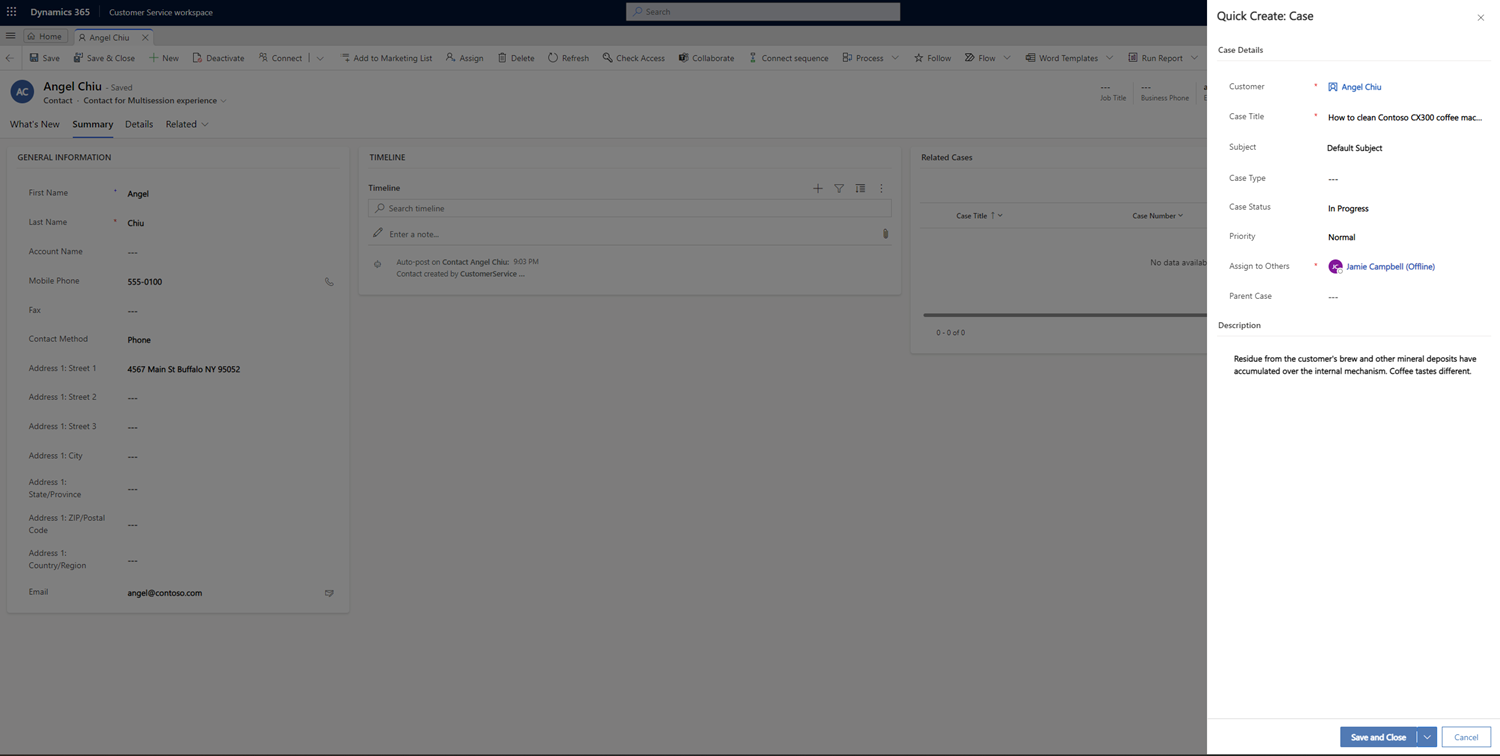 Dynamics 365
Customer Service workspace
Search
Home
Angel Chiu
Save
Save & Close
New
Deactivate
Connect
Add to Marketing List
Assign
Delete
Refresh
Check Access
Collaborate
Connect sequence
Process
Follow
Flow
Word Templates
Run Report
AC
Angel Chiu - Saved
Contact · Contact for Multisession experience
---
Job Title
---
Business Phone
What's New
Summary
Details
Related
GENERAL INFORMATION
First Name * Angel
Last Name * Chiu
Account Name ---
Mobile Phone 555-0100
Fax ---
Contact Method Phone
Address 1: Street 1 4567 Main St Buffalo NY 95052
Address 1: Street 2 ---
Address 1: Street 3 ---
Address 1: City ---
Address 1:
State/Province ---
Address 1: ZIP/Postal
Code ---
Address 1:
Country/Region ---
Email angel@contoso.com
TIMELINE
Timeline
Search timeline
Enter a note...
Auto-post on Contact Angel Chiu: 9:03 PM
Contact created by CustomerService ...
Related Cases
Case Title ↑
Case Number
No data availab
0 - 0 of 0
Quick Create: Case
Case Details
Customer * Angel Chiu
Case Title * How to clean Contoso CX300 coffee mac...
Subject Default Subject
Case Type ---
Case Status In Progress
Priority Normal
Assign to Others * Jamie Campbell (Offline)
Parent Case ---
Description
Residue from the customer's brew and other mineral deposits have
accumulated over the internal mechanism. Coffee tastes different.
Save and Close
Cancel